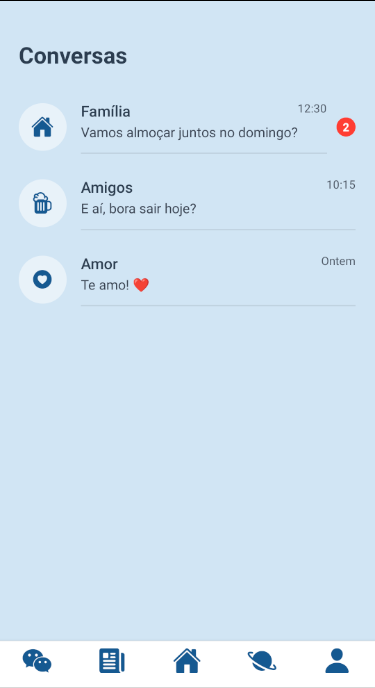 Conversas
Família
12:30
Vamos almoçar juntos no domingo?
2
Amigos
10:15
E aí, bora sair hoje?
Amor
Ontem
Te amo! ❤️